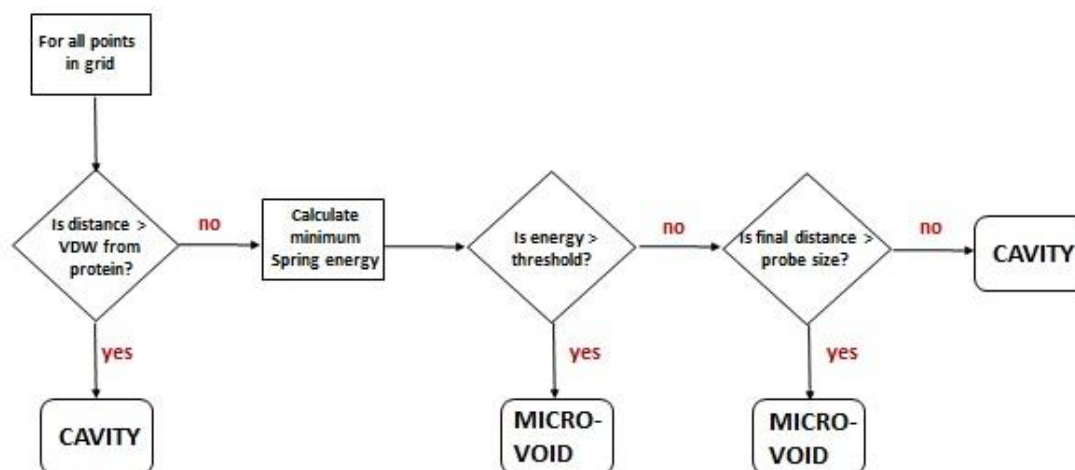 For all points
in grid
Is distance >
VDW from
protein?
no
Calculate
minimum
Spring energy
Is energy >
threshold?
no
Is final distance >
probe size?
no
CAVITY
yes
CAVITY
yes
MICRO-
VOID
yes
MICRO-
VOID